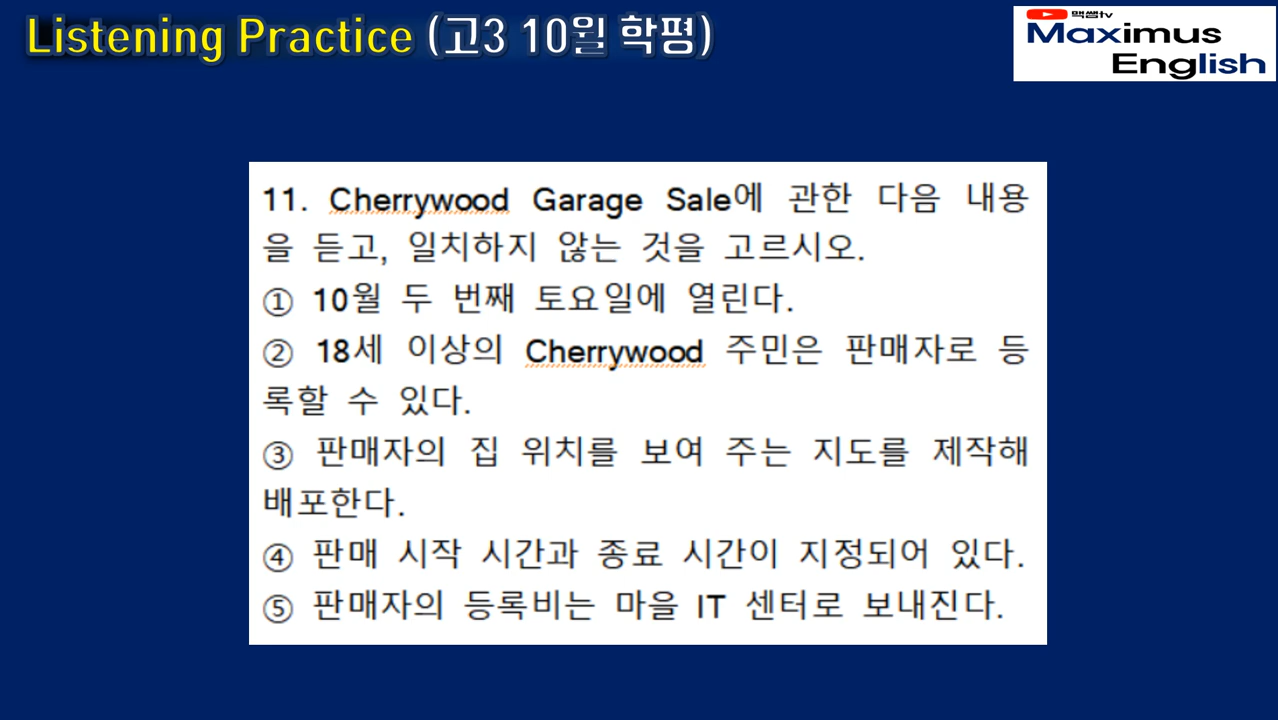 Listening Practice (고3 10월 학평)
맥쌤tv
Maximus
English
11. Cherrywood Garage Sale에 관한 다음 내용
을 듣고, 일치하지 않는 것을 고르시오.
① 10월 두 번째 토요일에 열린다.
② 18세 이상의 Cherrywood 주민은 판매자로 등
록할 수 있다.
③ 판매자의 집 위치를 보여 주는 지도를 제작해
배포한다.
④ 판매 시작 시간과 종료 시간이 지정되어 있다.
⑤ 판매자의 등록비는 마을 IT 센터로 보내진다.